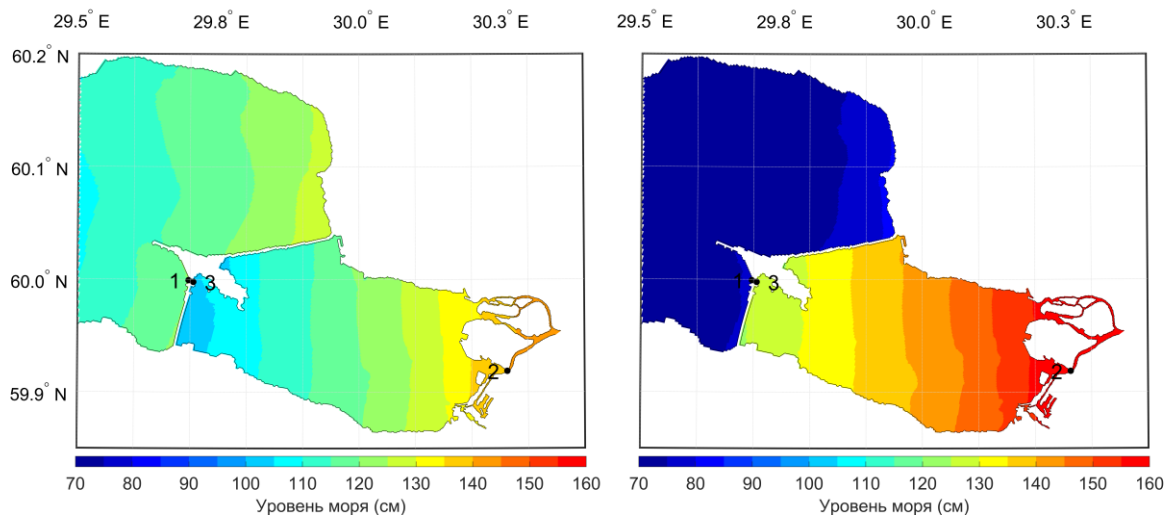 29.5° E 29.8° E 30.0° E 30.3° E 29.5° E 29.8° E 30.0° E 30.3° E
60.2° N
60.1° N
60.0° N
59.9° N
1 3 2
1 3 2
70 80 90 100 110 120 130 140 150 160 70 80 90 100 110 120 130 140 150 160
Уровень моря (см) Уровень моря (см)